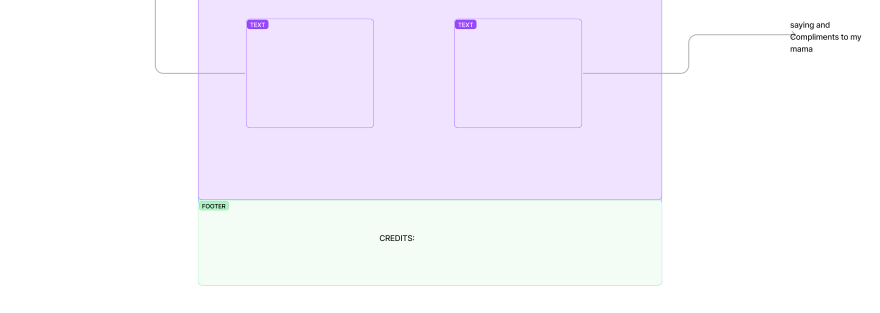 TEXT
TEXT
saying and
Compliments to my
mama
FOOTER
CREDITS: